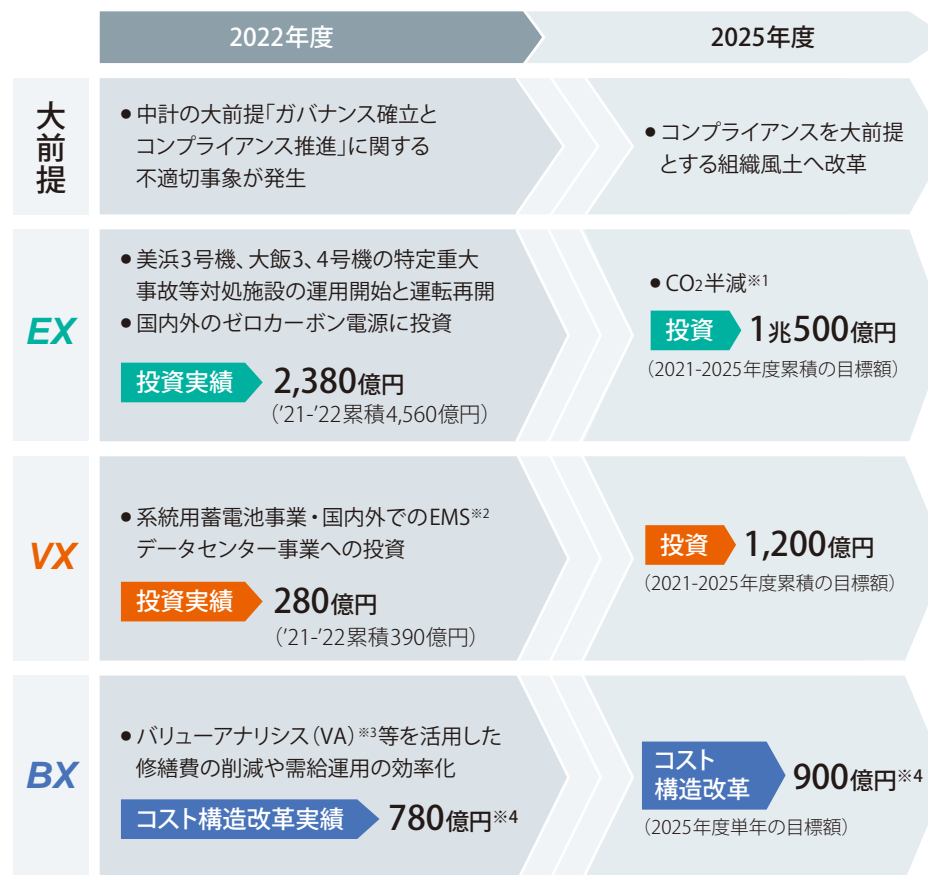 2022年度
2025年度
大前提
●中計の大前提「ガバナンス確立と
コンプライアンス推進」に関する
不適切事象が発生
●コンプライアンスを大前提
とする組織風土へ改革
EX
●美浜3号機、大飯3、4号機の特定重大
事故等対処施設の運用開始と運転再開
●国内外のゼロカーボン電源に投資
投資実績 2,380億円
(’21-’22累積4,560億円)
●CO₂半減※1
投資 1兆500億円
(2021-2025年度累積の目標額)
VX
●系統用蓄電池事業・国内外でのEMS※2
データセンター事業への投資
投資実績 280億円
(’21-’22累積390億円)
投資 1,200億円
(2021-2025年度累積の目標額)
BX
●バリューアナリシス(VA)※3等を活用した
修繕費の削減や需給運用の効率化
コスト構造改革実績 780億円※4
コスト
構造改革 900億円※4
(2025年度単年の目標額)